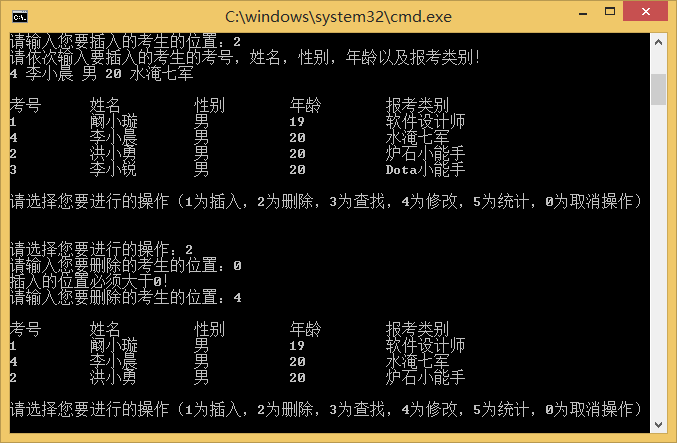 C:\windows\system32\cmd.exe
请输入您要插入的考生的位置：2
请依次输入要插入的考生的考号，姓名，性别，年龄以及报考类别！
4 李小晨 男 20 水淹七军
考号 姓名 性别 年龄 报考类别
1 阚小璇 男 19 软件设计师
4 李小晨 男 20 水淹七军
2 洪小勇 男 20 炉石小能手
3 李小锐 男 20 Dota小能手
请选择您要进行的操作（1为插入，2为删除，3为查找，4为修改，5为统计，0为取消操作）
请选择您要进行的操作：2
请输入您要删除的考生的位置：0
插入的位置必须大于0！
请输入您要删除的考生的位置：4
考号 姓名 性别 年龄 报考类别
1 阚小璇 男 19 软件设计师
4 李小晨 男 20 水淹七军
2 洪小勇 男 20 炉石小能手
请选择您要进行的操作（1为插入，2为删除，3为查找，4为修改，5为统计，0为取消操作）